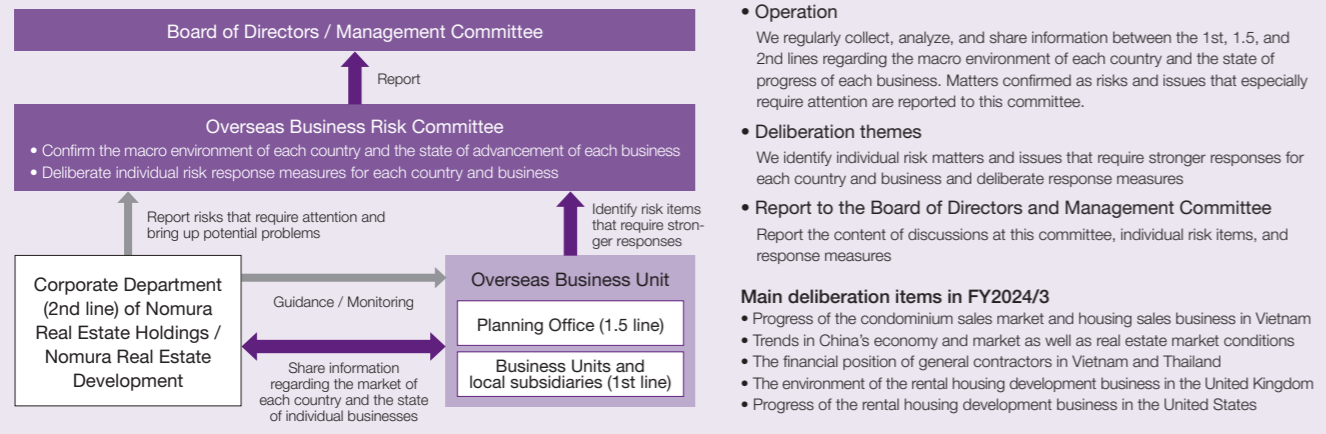 Board of Directors / Management Committee
Report
Overseas Business Risk Committee
• Confirm the macro environment of each country and the state of advancement of each business
• Deliberate individual risk response measures for each country and business
Report risks that require attention and
bring up potential problems
Identify risk items
that require stron-
ger responses
Corporate Department
(2nd line) of Nomura
Real Estate Holdings /
Nomura Real Estate
Development
Guidance / Monitoring
Share information
regarding the market of
each country and the state
of individual businesses
Overseas Business Unit
Planning Office (1.5 line)
Business Units and
local subsidiaries (1st line)
• Operation
We regularly collect, analyze, and share information between the 1st, 1.5, and
2nd lines regarding the macro environment of each country and the state of
progress of each business. Matters confirmed as risks and issues that especially
require attention are reported to this committee.
• Deliberation themes
We identify individual risk matters and issues that require stronger responses for
each country and business and deliberate response measures
• Report to the Board of Directors and Management Committee
Report the content of discussions at this committee, individual risk items, and
response measures
Main deliberation items in FY2024/3
• Progress of the condominium sales market and housing sales business in Vietnam
• Trends in China's economy and market as well as real estate market conditions
• The financial position of general contractors in Vietnam and Thailand
• The environment of the rental housing development business in the United Kingdom
• Progress of the rental housing development business in the United States